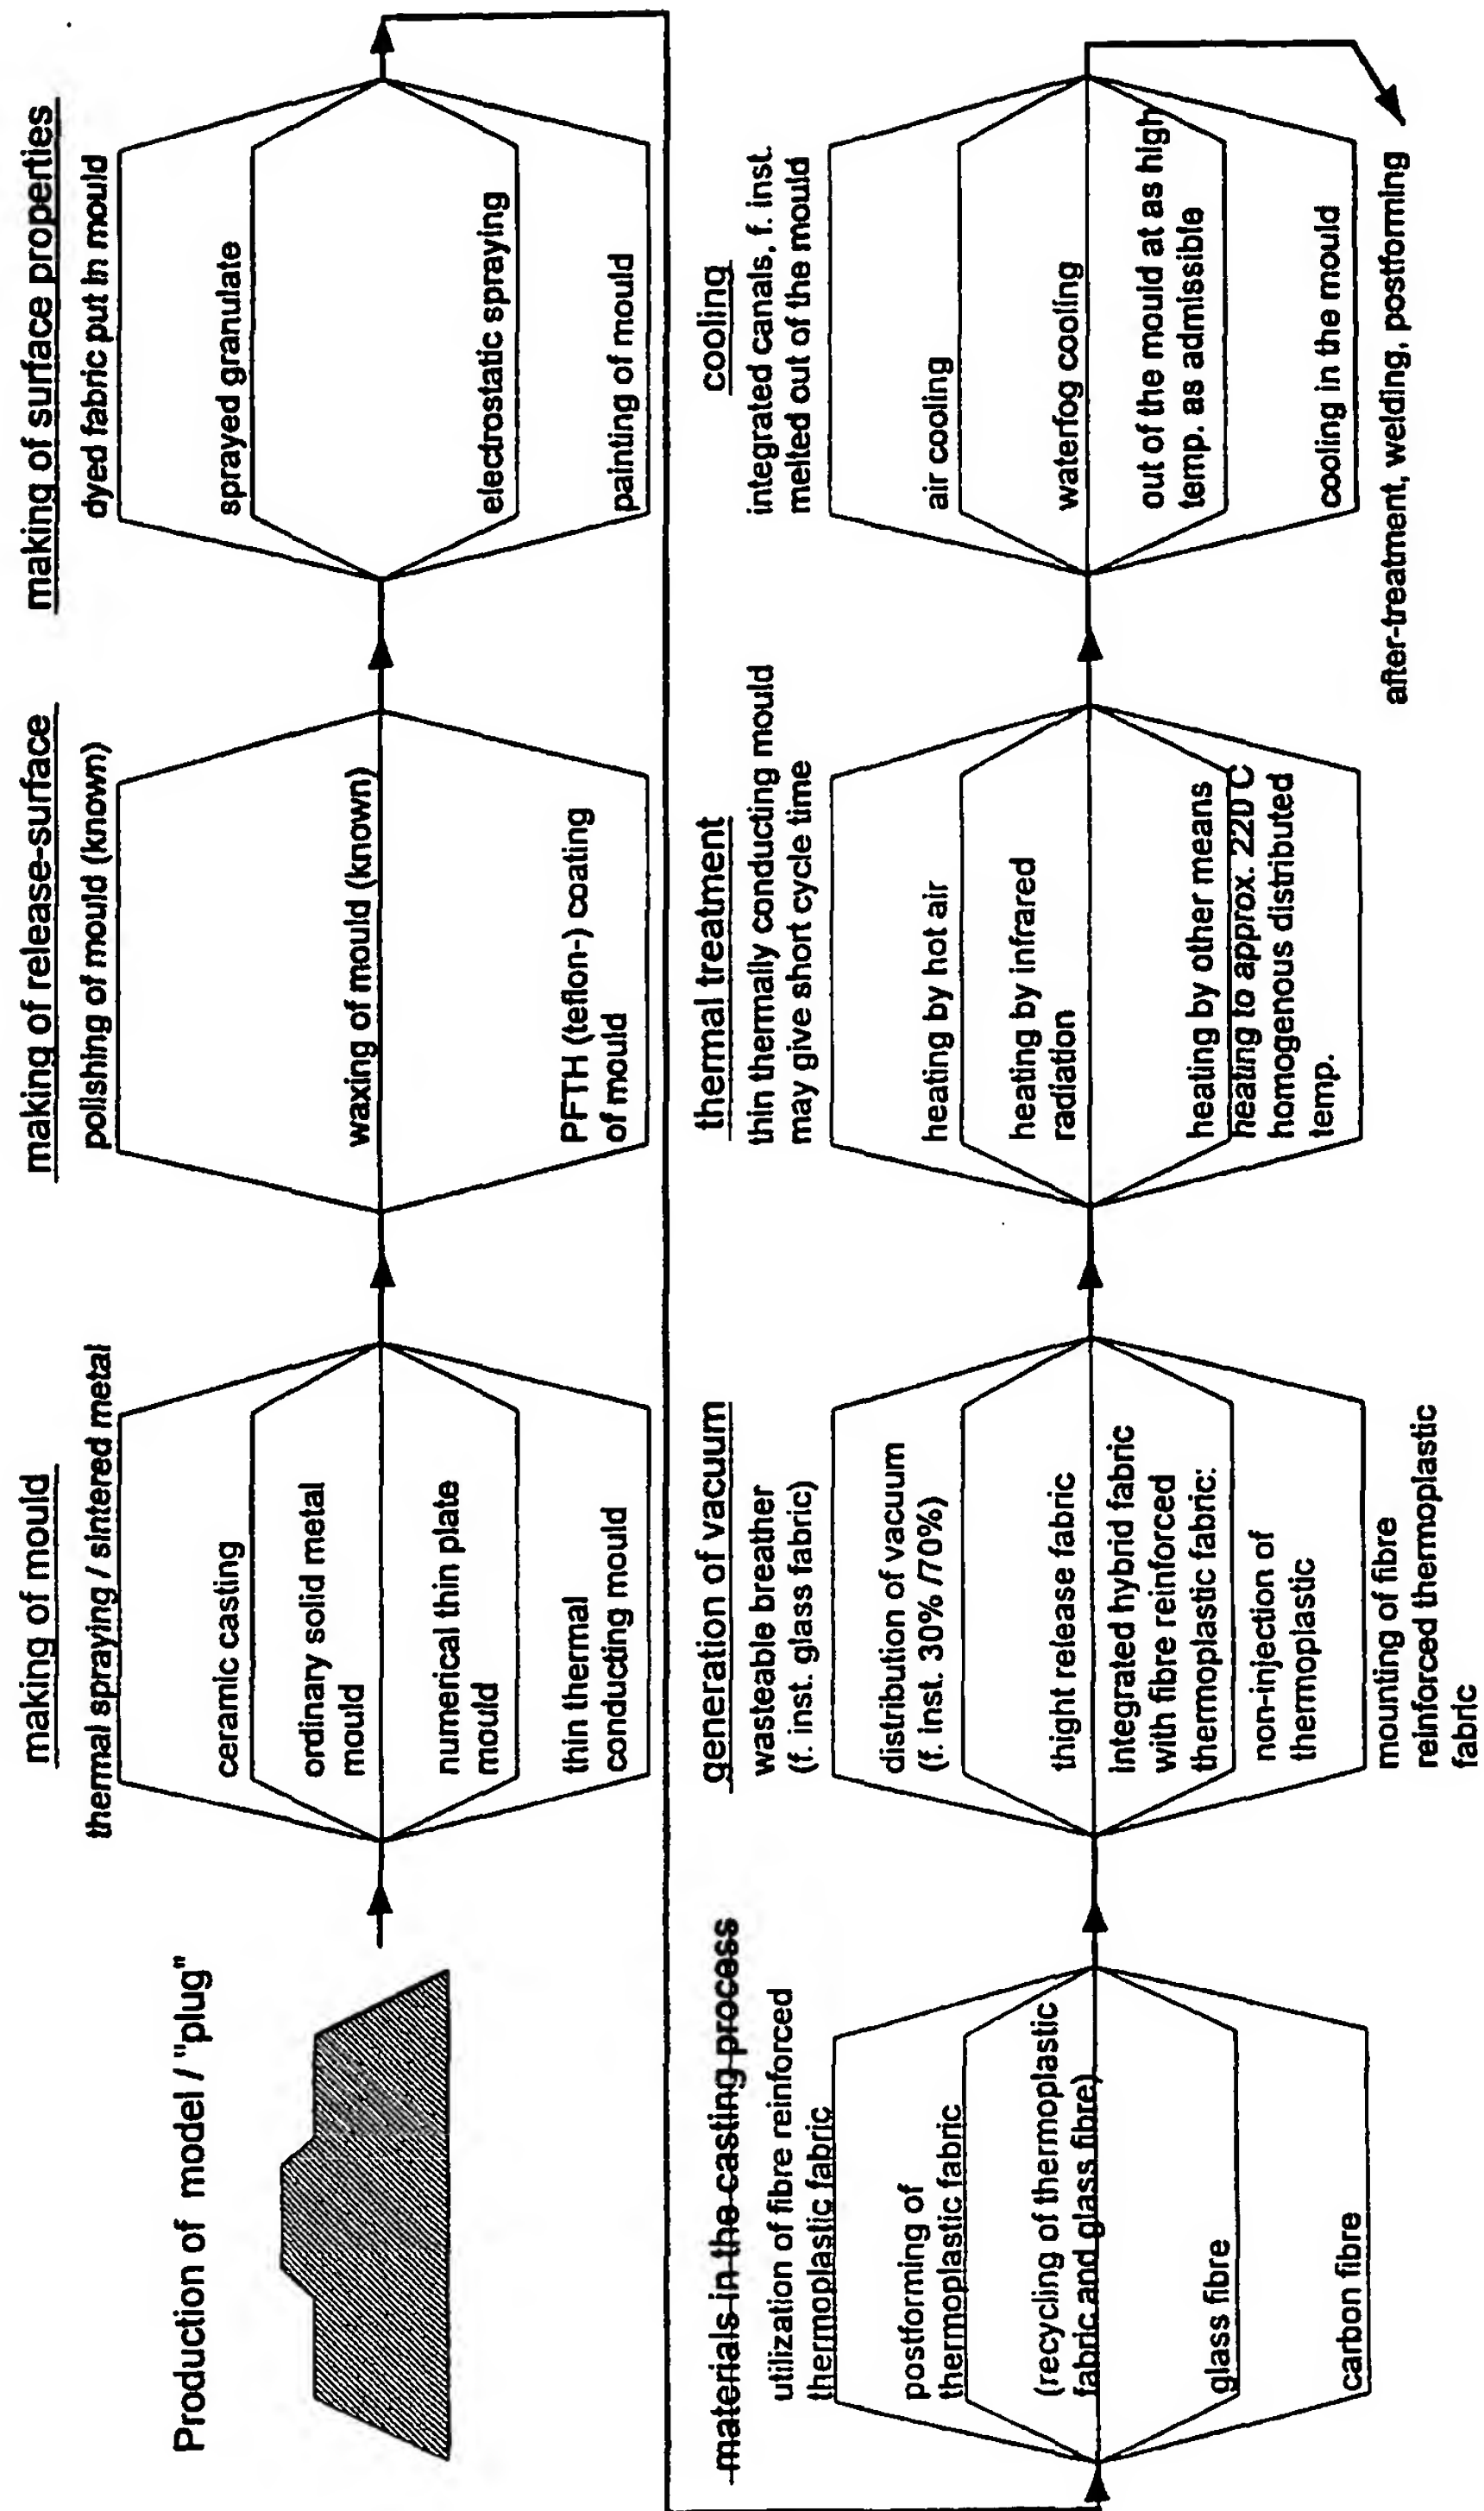 Production of model / "plug"
making of mould
thermal spraying / sintered metal
ceramic casting
ordinary solid metal
mould
numerical thin plate
mould
thin thermal
conducting mould
making of release-surface
polishing of mould (known)
waxing of mould (known)
PFTH (teflon-) coating
of mould
making of surface properties
dyed fabric put in mould
sprayed granulate
electrostatic spraying
painting of mould
materials in the casting process
utilization of fibre reinforced
thermoplastic fabric
postforming of
thermoplastic fabric
(recycling of thermoplastic
fabric and glass fibre)
glass fibre
carbon fibre
generation of vacuum
wasteable breather
(f. inst. glass fabric)
distribution of vacuum
(f. inst. 30% /70%)
thight release fabric
integrated hybrid fabric
with fibre reinforced
thermoplastic fabric:
non-injection of
thermoplastic
mounting of fibre
reinforced thermoplastic
fabric
thermal treatment
thin thermally conducting mould
may give short cycle time
heating by hot air
heating by infrared
radiation
heating by other means
heating to approx. 220 C
homogenous distributed
temp.
cooling
integrated canals, f. inst.
melted out of the mould
air cooling
waterfog cooling
out of the mould at as high
temp. as admissible
cooling in the mould
after-treatment, welding, postforming